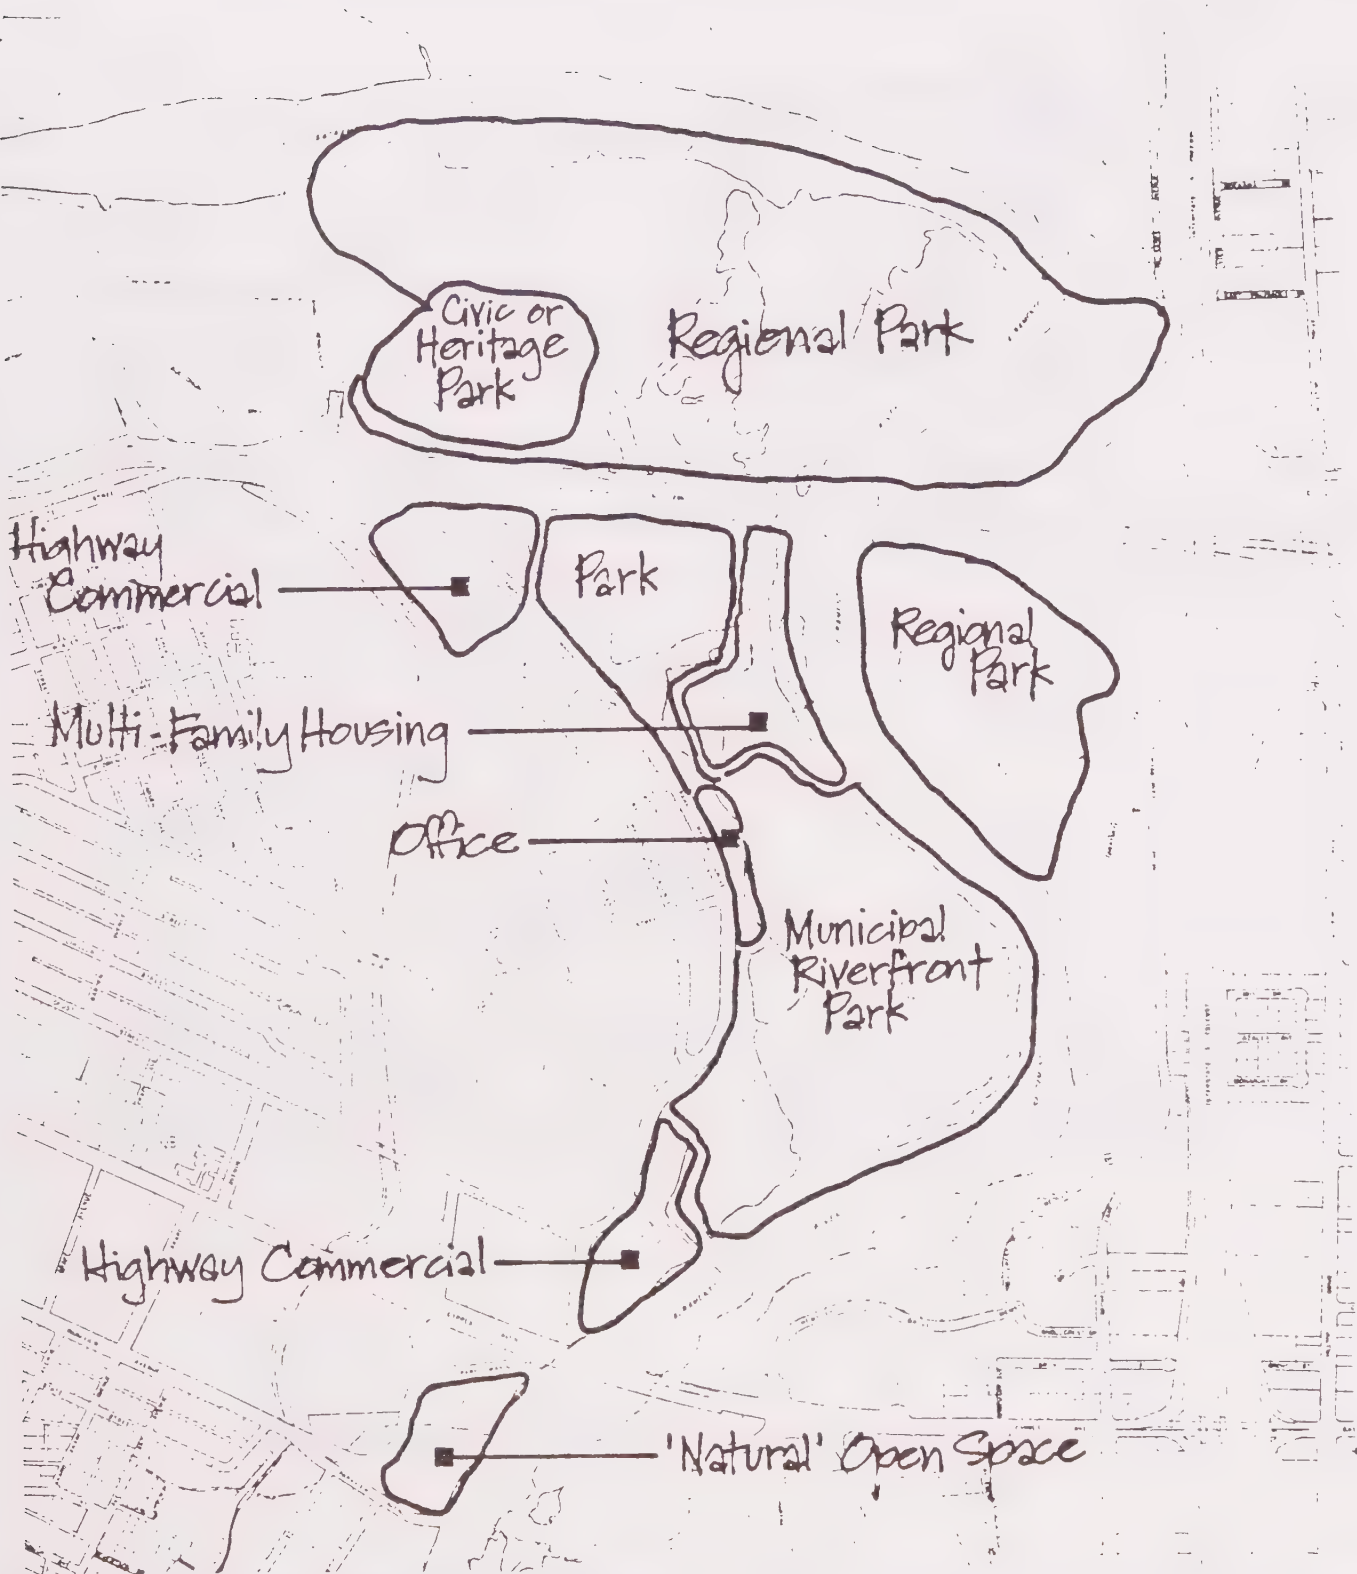 Civic or
Heritage
Park
Regional Park
Highway
Commercial
Park
Regional
Park
Multi-Family Housing
Office
Municipal
Riverfront
Park
Highway Commercial
'Natural' Open Space